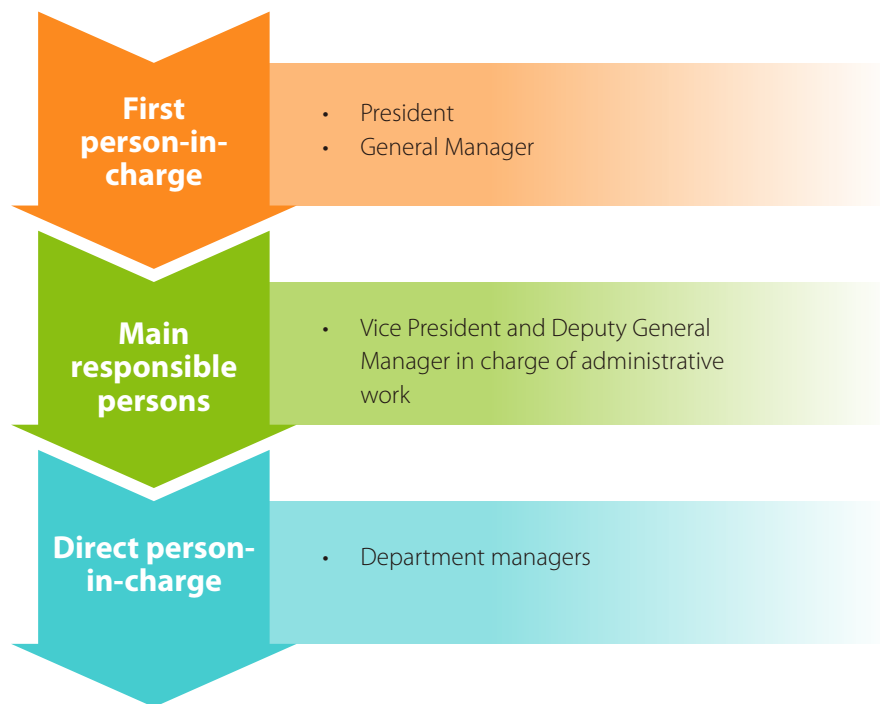 First
person-in-
charge
• President
• General Manager
Main
responsible
persons
• Vice President and Deputy General
Manager in charge of administrative
work
Direct person-
in-charge
• Department managers